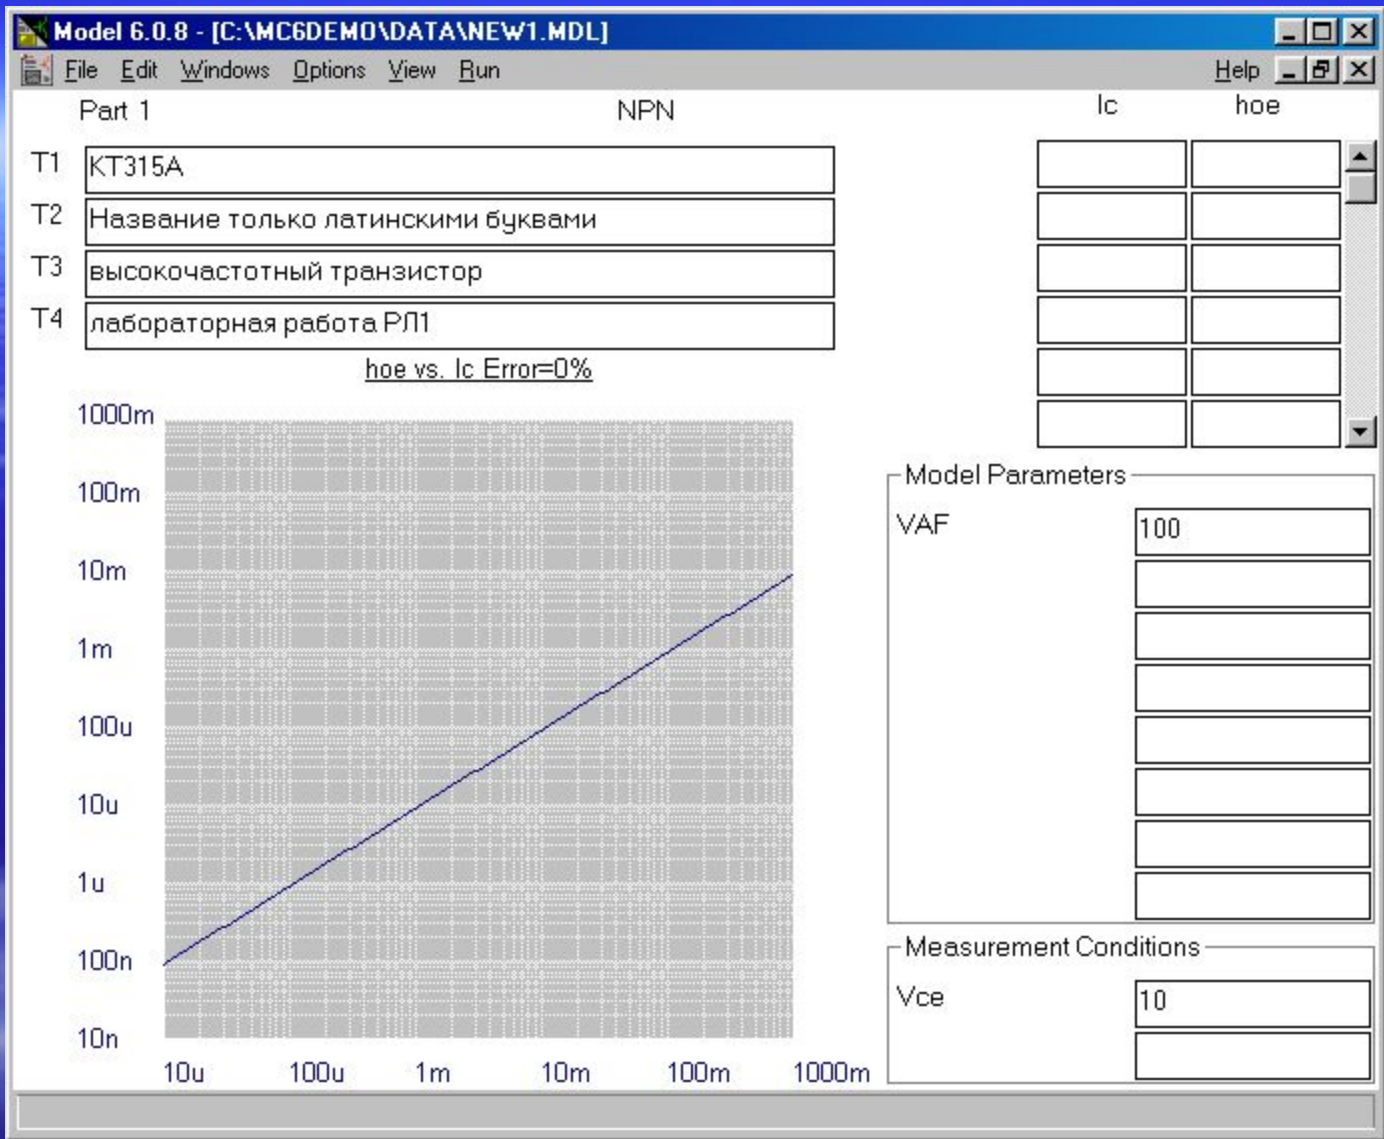 Model 6.0.8 - [C:\MC6DEMO\DATA\NEW1.MDL]
File Edit Windows Options View Run Help
Part 1 NPN Ic hoe
T1 KT315A
T2 Название только латинскими буквами
T3 высокочастотный транзистор
T4 лабораторная работа РЛ1
hoe vs. Ic Error=0%
1000m
100m
10m
1m
100u
10u
1u
100n
10n
10u 100u 1m 10m 100m 1000m
Model Parameters
VAF 100
Measurement Conditions
Vce 10